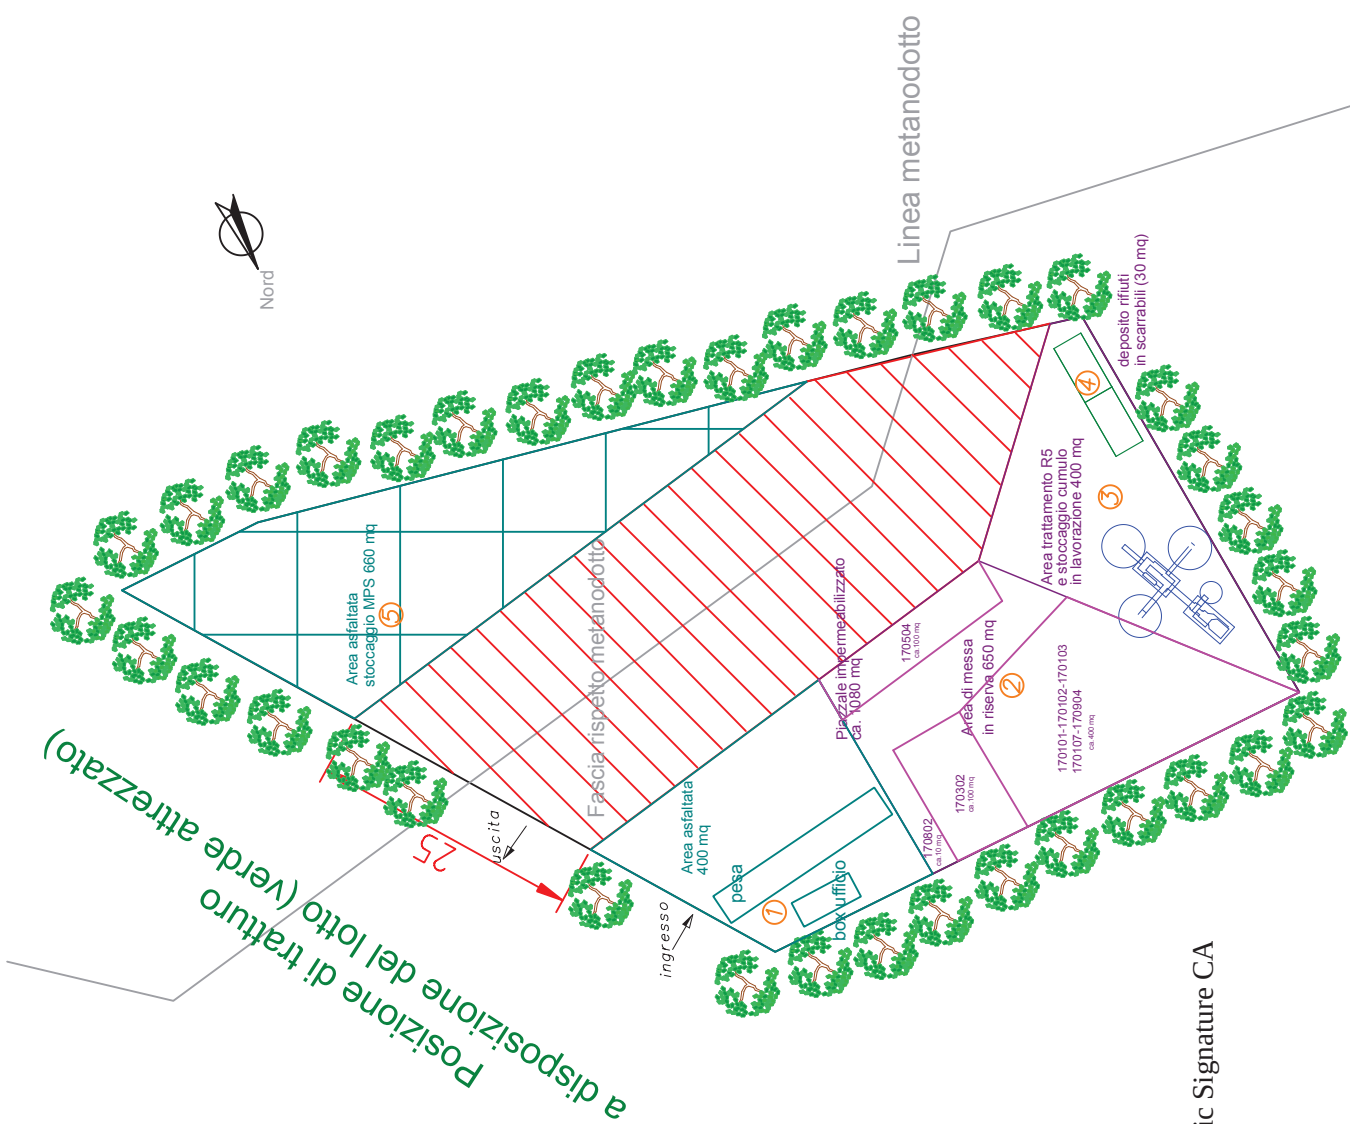 Nord
Linea metanodotto
Fascia rispetto metanodotto
Area asfaltata
stoccaggio MPS 660 mq
5
deposito rifiuti
in scarrabili (30 mq)
4
Area trattamento R5
e stoccaggio cumulo
in lavorazione 400 mq
3
Piazzale impermeabilizzato
ca. 1080 mq
170504
ca.100 mq
Area di messa
in riserva 650 mq
2
170101-170102-170103
170107-170904
ca.400 mq
170302
ca.100 mq
170802
ca.10 mq
Area asfaltata
400 mq
pesa
1
box ufficio
ingresso
uscita
25
Posizione di tratturo
a disposizione del lotto (verde attrezzato)
ic Signature CA